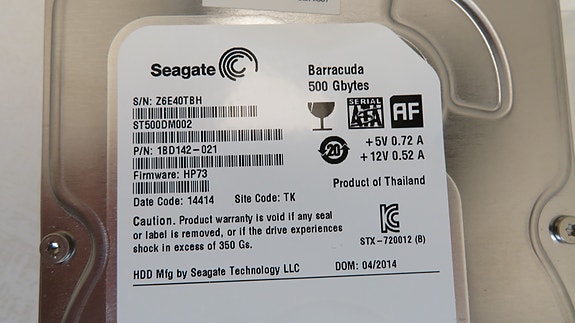 Seagate
Barracuda
500 Gbytes
S/N: Z6E40TBH
ST500DM002
SERIAL
ATA
AF
P/N: 1BD142-021
20
+5V 0.72 A
+12V 0.52 A
Firmware: HP73
Product of Thailand
Date Code: 14414 Site Code: TK
Caution. Product warranty is void if any seal
or label is removed, or if the drive experiences
shock in excess of 350 Gs.
STX-720012 (B)
HDD Mfg by Seagate Technology LLC DOM: 04/2014